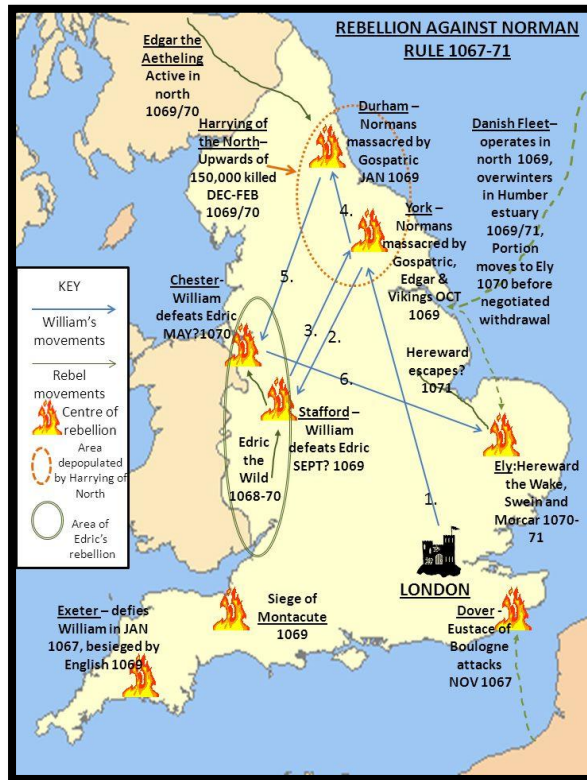 REBELLION AGAINST NORMAN
RULE 1067-71
Edgar the
Aetheling
Active in
north
1069/70
Harrying of
the North–
Upwards of
150,000 killed
DEC-FEB
1069/70
Durham –
Normans
massacred by
Gospatric
JAN 1069
Danish Fleet–
operates in
north 1069,
overwinters
in Humber
estuary
1069/71,
Portion
moves to Ely
1070 before
negotiated
withdrawal
York –
Normans
massacred by
Gospatric,
Edgar &
Vikings OCT
1069
4.
5.
3.
2.
6.
1.
KEY
William's
movements
Rebel
movements
Centre of
rebellion
Area
depopulated
by Harrying of
North
Area of
Edric's
rebellion
Chester-
William
defeats Edric
MAY?1070
Hereward
escapes?
1071
Stafford –
William
defeats Edric
SEPT? 1069
Edric
the
Wild
1068-70
Ely:Hereward
the Wake,
Swein and
Morcar 1070-
71
LONDON
Exeter – defies
William in JAN
1067, besieged by
English 1069
Siege of
Montacute
1069
Dover -
Eustace of
Boulogne
attacks
NOV 1067